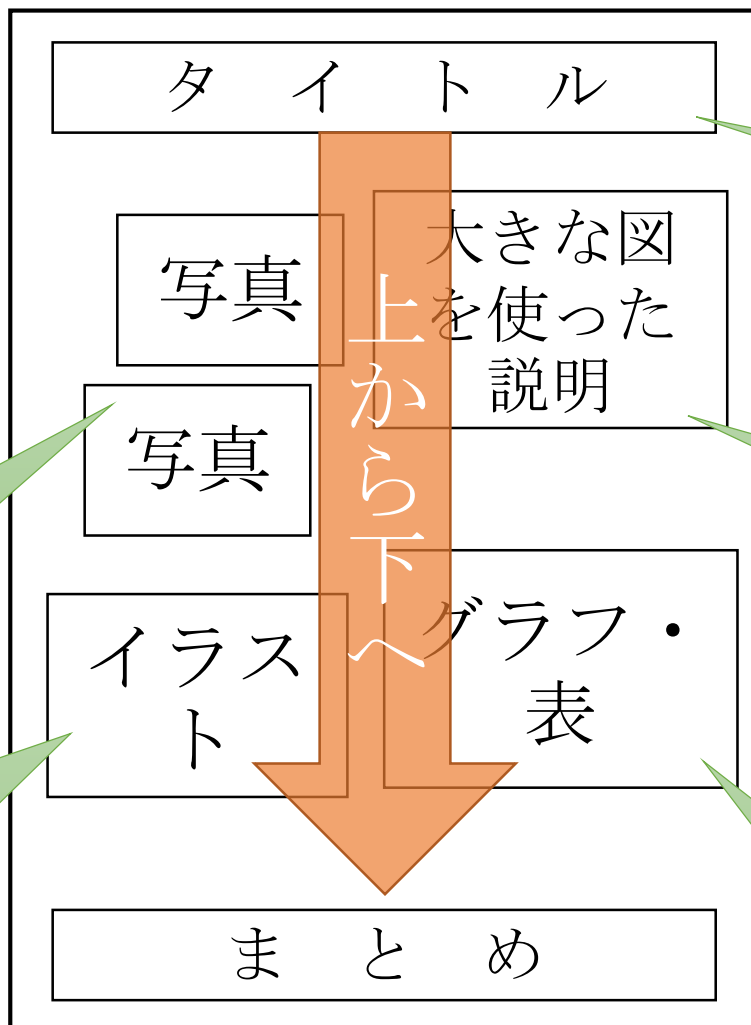 タイトル
写真
大きな図
を使った
説明
写真
上から下へ
イラス
ト
グラフ・
表
まとめ